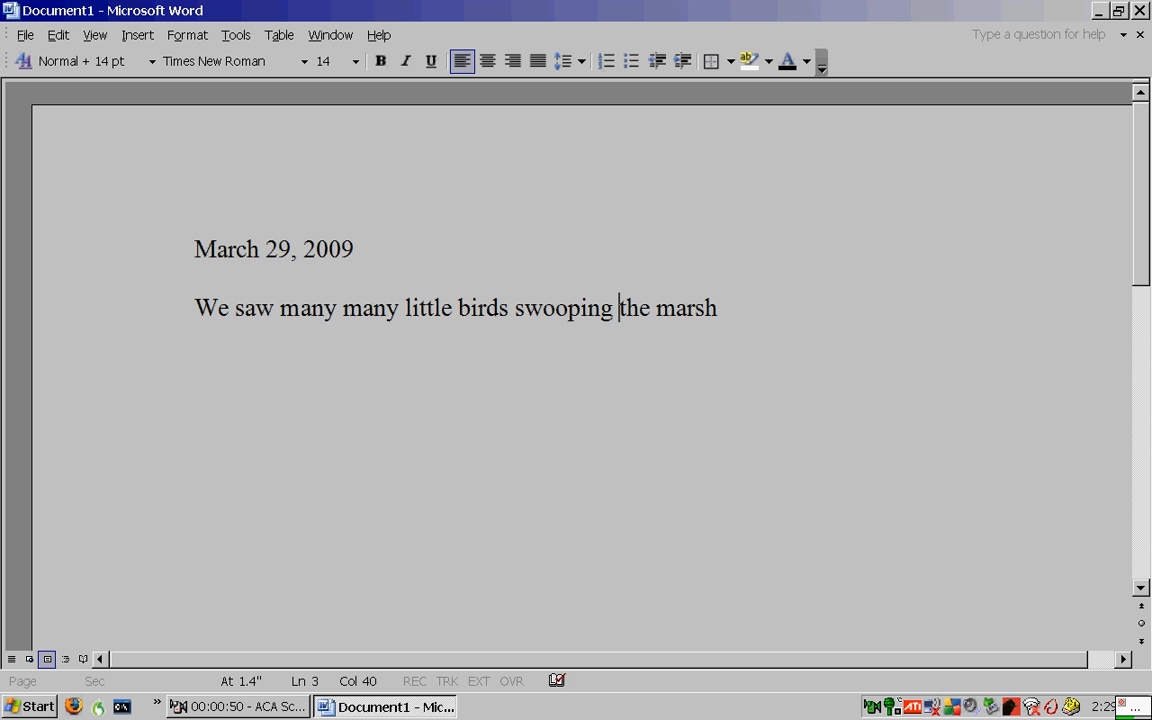 Document1 - Microsoft Word
File Edit View Insert Format Tools Table Window Help Type a question for help
Normal + 14 pt Times New Roman 14 B I U A
March 29, 2009
We saw many many little birds swooping the marsh
Page Sec At 1.4" Ln 3 Col 40 REC TRK EXT OVR
Start 00:00:50 - ACA Sc... Document1 - Mic... ATI 2:29 ...